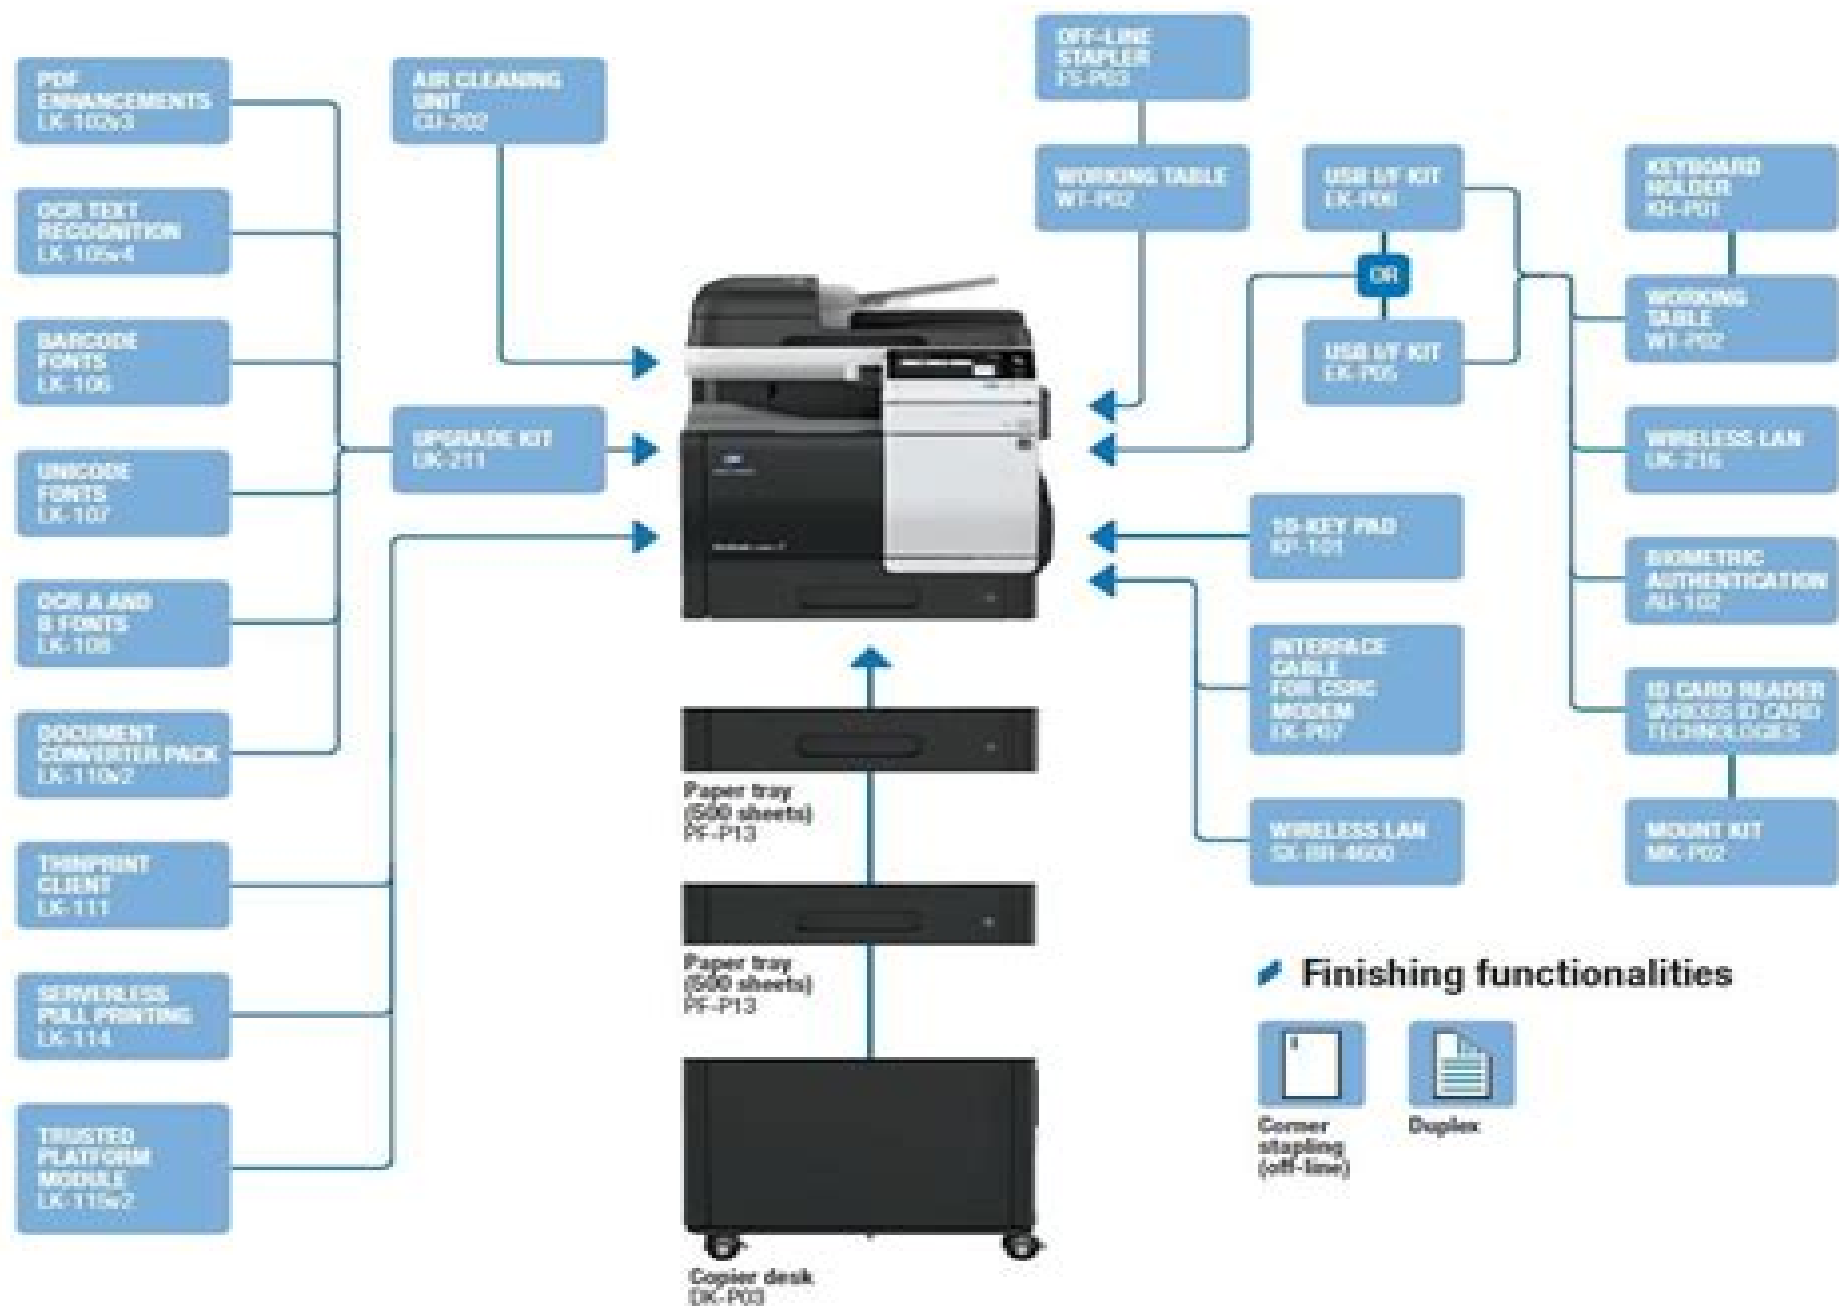 PDF
ENHANCEMENTS
LK-102v3
OCR TEXT
RECOGNITION
LK-105v4
BARCODE
FONTS
LK-106
UNICODE
FONTS
LK-107
OCR A AND
B FONTS
LK-108
DOCUMENT
CONVERTER PACK
LK-110v2
THINPRINT
CLIENT
LK-111
SERVERLESS
PULL PRINTING
LK-114
TRUSTED
PLATFORM
MODULE
LK-115v2
AIR CLEANING
UNIT
CU-202
UPGRADE KIT
UK-211
Paper tray
(500 sheets)
PF-P13
Paper tray
(500 sheets)
PF-P13
Copier desk
DK-P03
OFF-LINE
STAPLER
FS-P03
WORKING TABLE
WT-P02
USB I/F KIT
EK-P06
OR
USB I/F KIT
EK-P05
10-KEY PAD
KP-101
INTERFACE
CABLE
FOR CSRC
MODEM
EK-P07
WIRELESS LAN
SX-BR-4600
KEYBOARD
HOLDER
KH-P01
WORKING
TABLE
WT-P02
WIRELESS LAN
UK-216
BIOMETRIC
AUTHENTICATION
AU-102
ID CARD READER
VARIOUS ID CARD
TECHNOLOGIES
MOUNT KIT
MK-P02
Finishing functionalities
Corner
stapling
(off-line)
Duplex